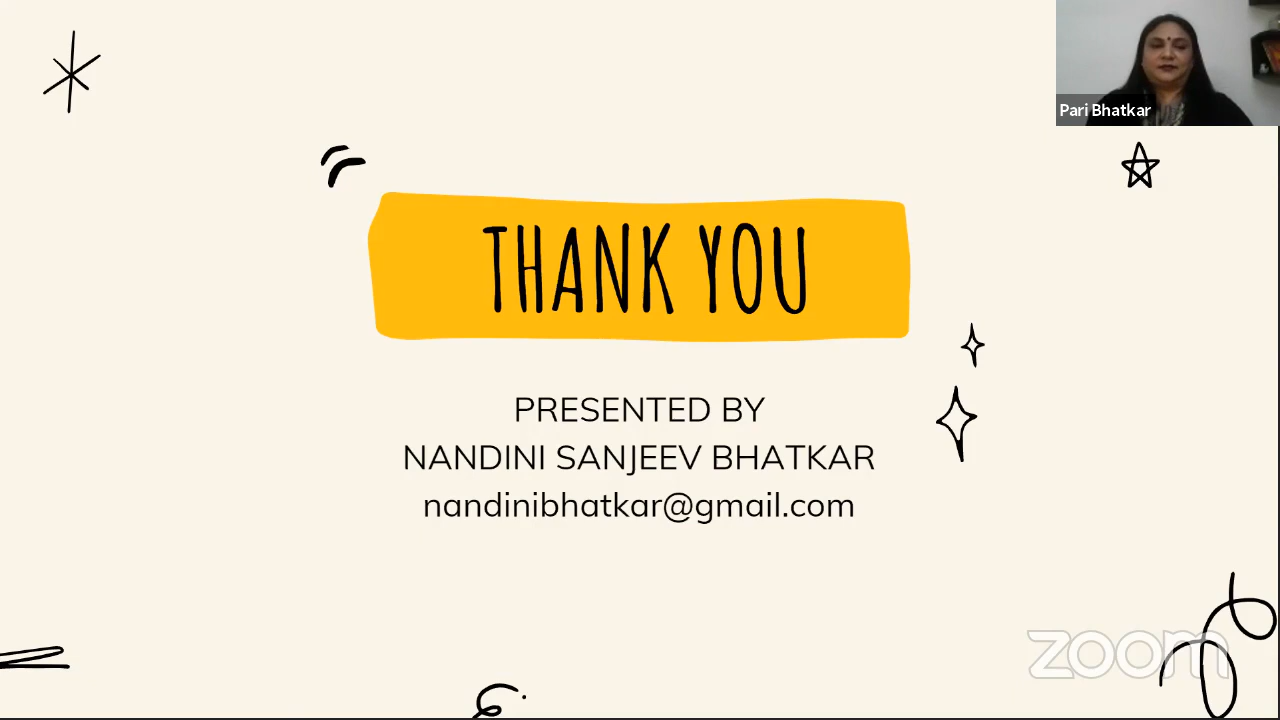 Pari Bhatkar
THANK YOU
PRESENTED BY
NANDINI SANJEEV BHATKAR
nandinibhatkar@gmail.com
zoom